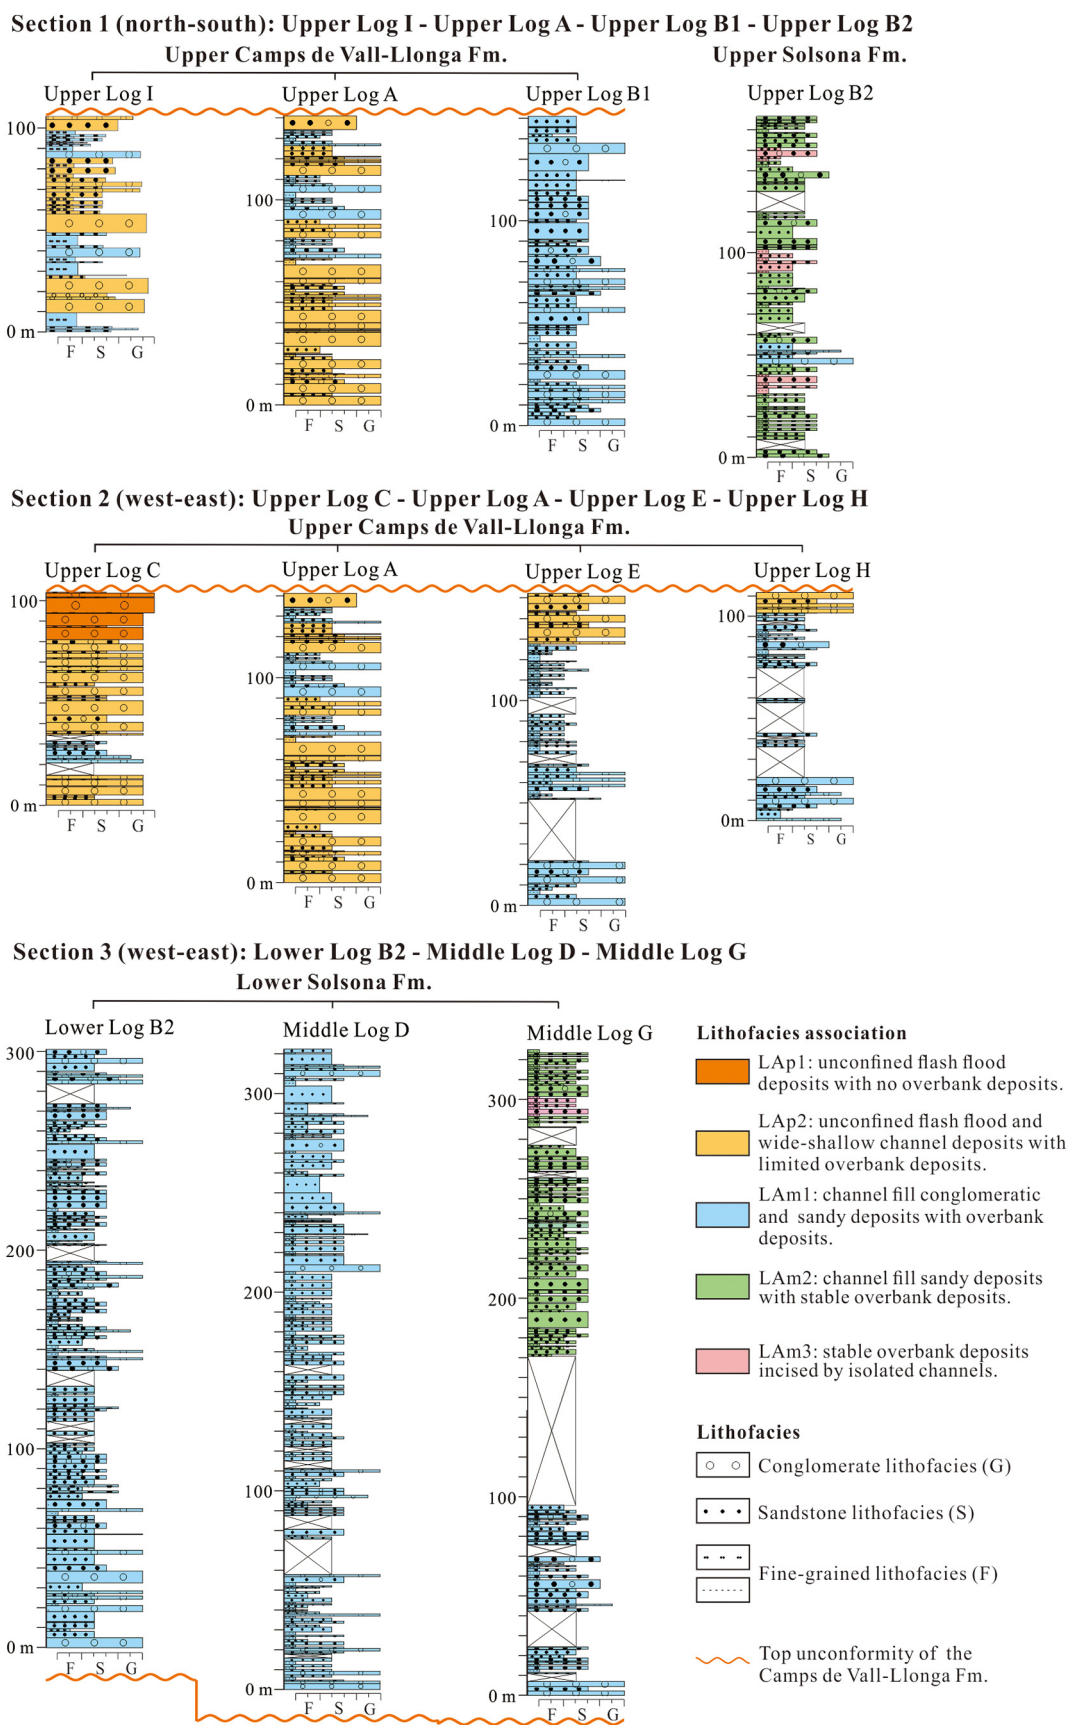 Section 1 (north-south): Upper Log I - Upper Log A - Upper Log B1 - Upper Log B2
Upper Camps de Vall-Llonga Fm.
Upper Solsona Fm.
Upper Log I
Upper Log A
Upper Log B1
Upper Log B2
100
0 m
F S G
100
0 m
F S G
100
0 m
F S G
100
0 m
F S G
Section 2 (west-east): Upper Log C - Upper Log A - Upper Log E - Upper Log H
Upper Camps de Vall-Llonga Fm.
Upper Log C
Upper Log A
Upper Log E
Upper Log H
100
0 m
F S G
100
0 m
F S G
100
0 m
F S G
100
0m
F S G
Section 3 (west-east): Lower Log B2 - Middle Log D - Middle Log G
Lower Solsona Fm.
Lower Log B2
Middle Log D
Middle Log G
300
200
100
0 m
F S G
300
200
100
0 m
F S G
300
200
100
0 m
F S G
Lithofacies association
LAp1: unconfined flash flood
deposits with no overbank deposits.
LAp2: unconfined flash flood and
wide-shallow channel deposits with
limited overbank deposits.
LAm1: channel fill conglomeratic
and sandy deposits with overbank
deposits.
LAm2: channel fill sandy deposits
with stable overbank deposits.
LAm3: stable overbank deposits
incised by isolated channels.
Lithofacies
Conglomerate lithofacies (G)
Sandstone lithofacies (S)
Fine-grained lithofacies (F)
Top unconformity of the
Camps de Vall-Llonga Fm.